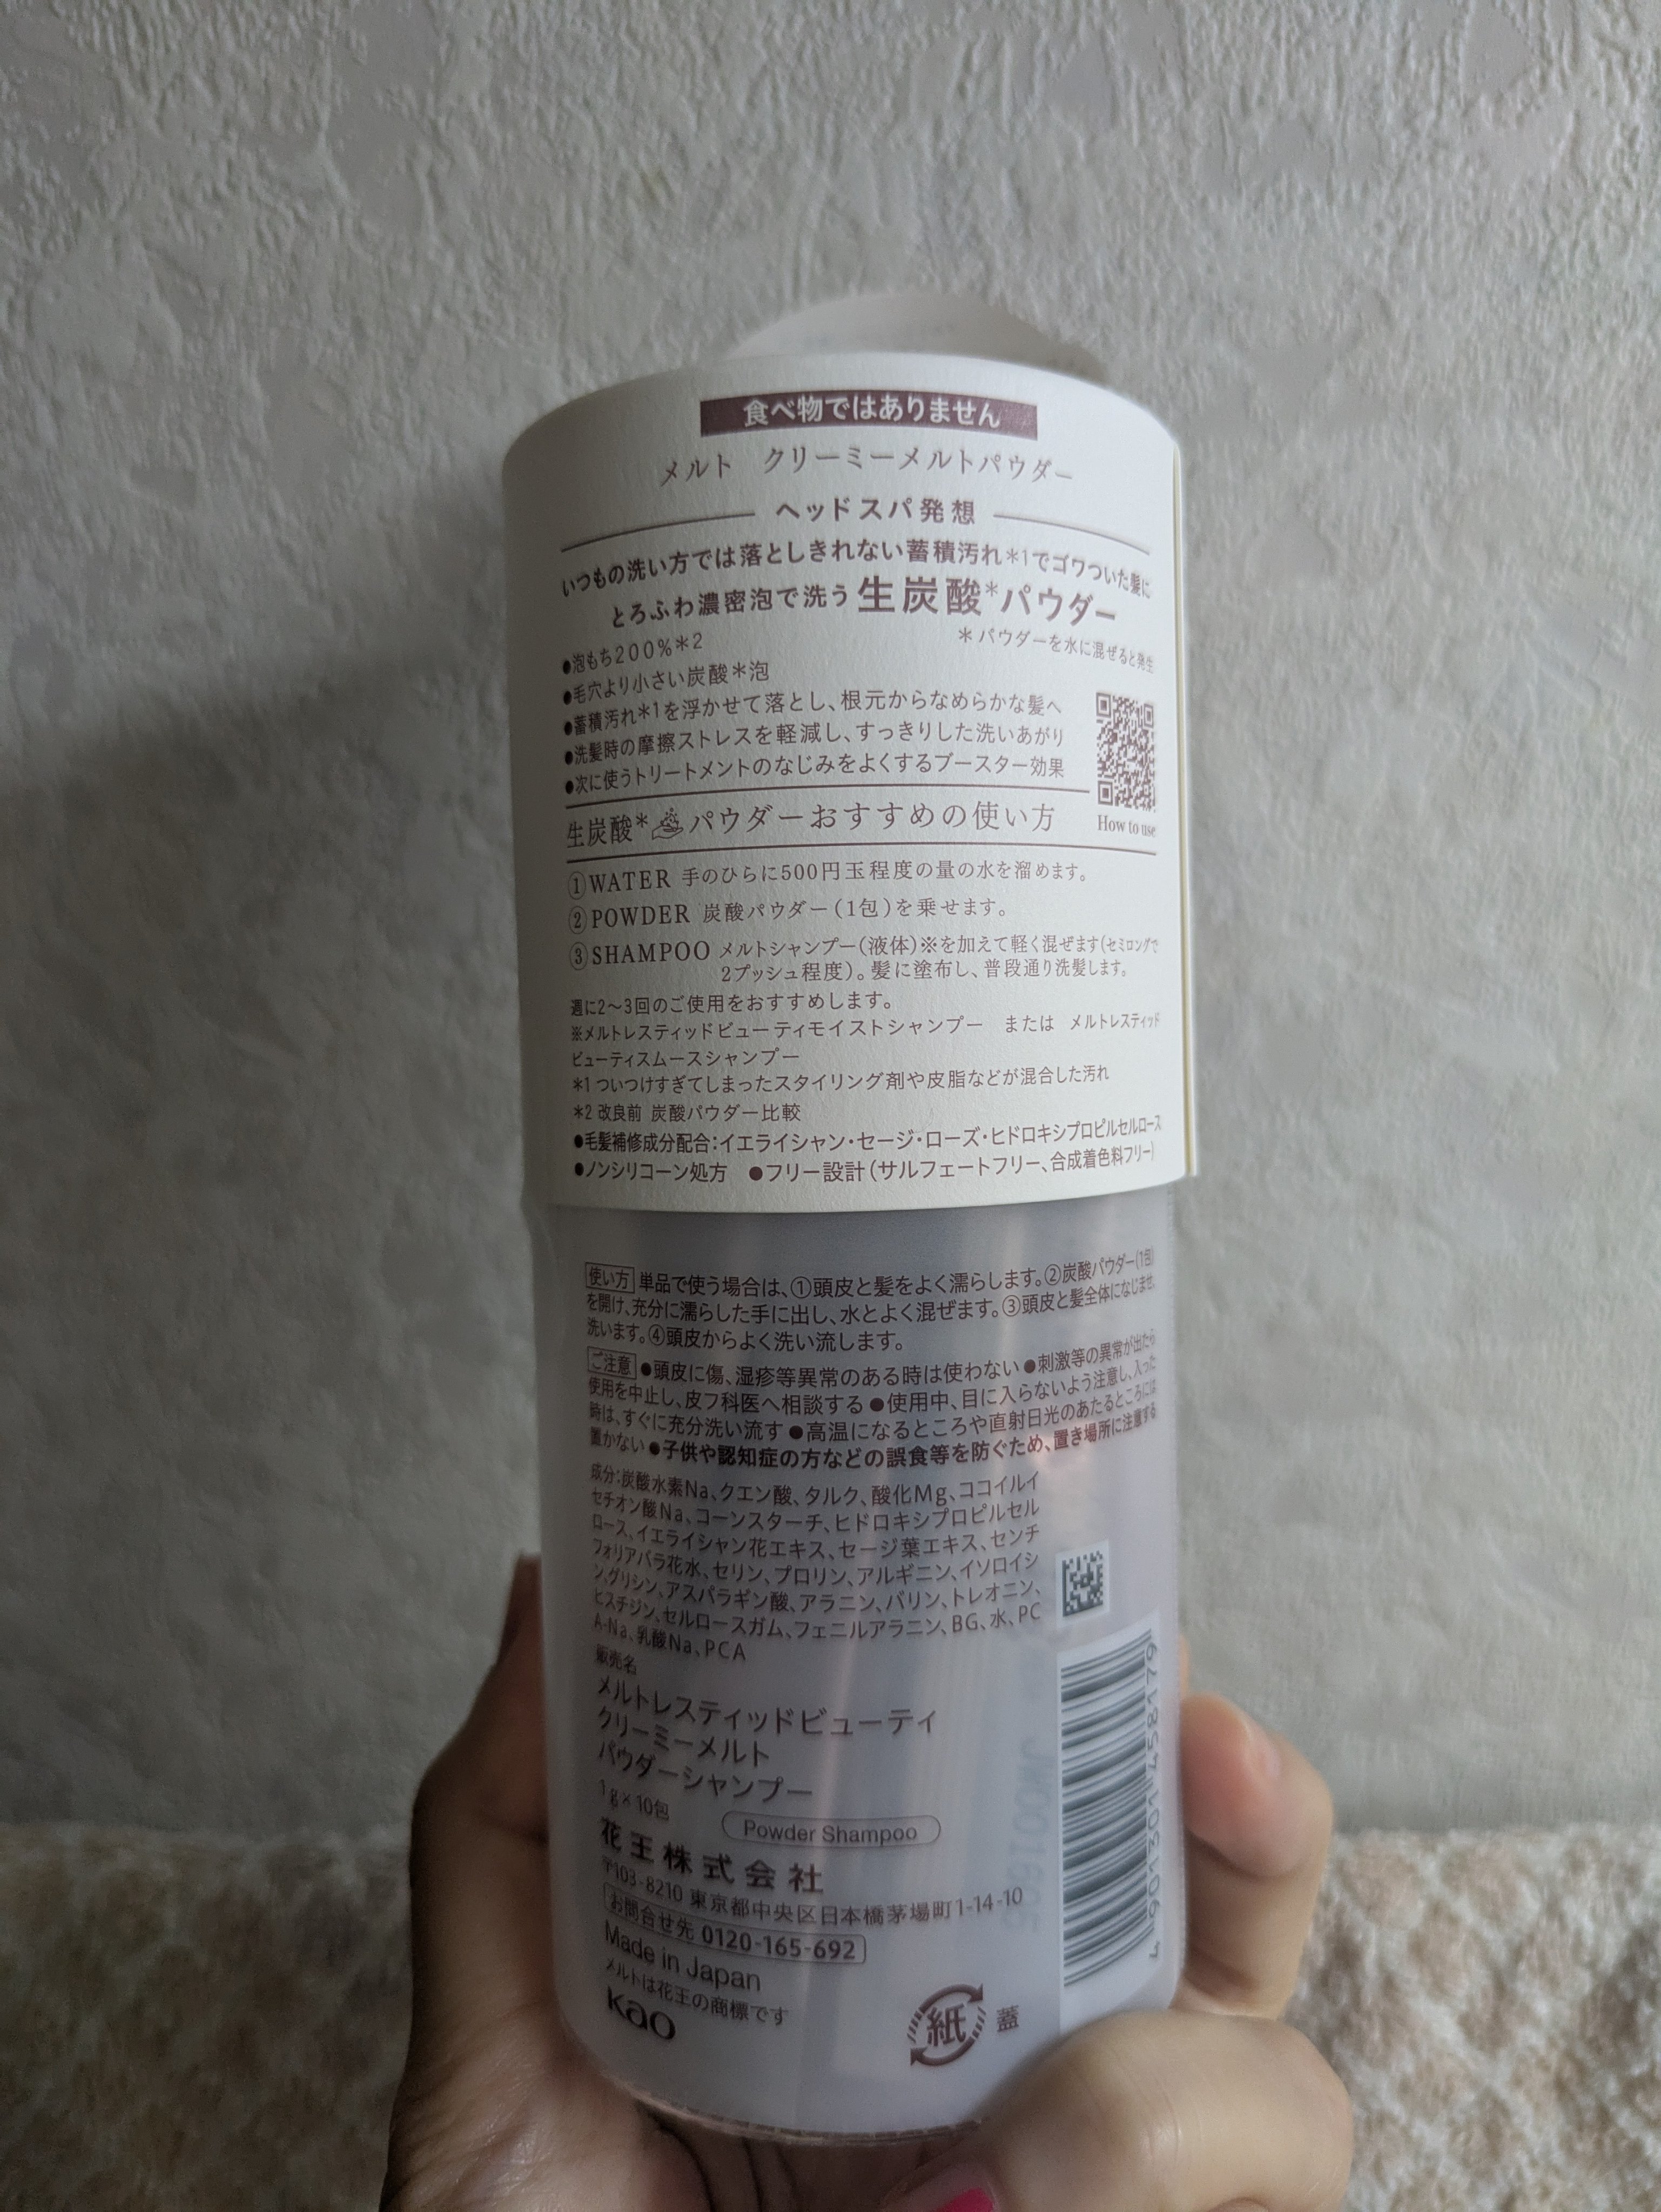 食べ物ではありません
メルト　クリーミーメルトパウダー
ヘッドスパ発想
いつもの洗い方では落としきれない蓄積汚れ*1でゴワついた髪に
とろふわ濃密泡で洗う生炭酸*パウダー
*パウダーを水に混ぜると発生
●泡もち200%*2
●毛穴より小さい炭酸*泡
●蓄積汚れ*1を浮かせて落とし、根元からなめらかな髪へ
●洗髪時の摩擦ストレスを軽減し、すっきりした洗いあがり
●次に使うトリートメントのなじみをよくするブースター効果
How to use
生炭酸*パウダーおすすめの使い方
①WATER 手のひらに500円玉程度の量の水を溜めます。
②POWDER 炭酸パウダー(1包)を乗せます。
③SHAMPOO メルトシャンプー(液体)※を加えて軽く混ぜます(セミロングで
2プッシュ程度)。髪に塗布し、普段通り洗髪します。
週に2〜3回のご使用をおすすめします。
※メルトレスティッドビューティモイストシャンプー　または　メルトレスティッド
ビューティスムースシャンプー
*1 ついつけすぎてしまったスタイリング剤や皮脂などが混合した汚れ
*2 改良前 炭酸パウダー比較
●毛髪補修成分配合:イエライシャン・セージ・ローズ・ヒドロキシプロピルセルロース
●ノンシリコーン処方　●フリー設計(サルフェートフリー、合成着色料フリー)
使い方 単品で使う場合は、①頭皮と髪をよく濡らします。②炭酸パウダー(1包)
を開け、充分に濡らした手に出し、水とよく混ぜます。③頭皮と髪全体になじませ、
洗います。④頭皮からよく洗い流します。
ご注意 ●頭皮に傷、湿疹等異常のある時は使わない ●刺激等の異常が出たら
使用を中止し、皮フ科医へ相談する ●使用中、目に入らないよう注意し、入った
時は、すぐに充分洗い流す ●高温になるところや直射日光のあたるところには
置かない ●子供や認知症の方などの誤食等を防ぐため、置き場所に注意する
成分:炭酸水素Na、クエン酸、タルク、酸化Mg、ココイルイ
セチオン酸Na、コーンスターチ、ヒドロキシプロピルセル
ロース、イエライシャン花エキス、セージ葉エキス、センチ
フォリアバラ花水、セリン、プロリン、アルギニン、イソロイシ
ン、グリシン、アスパラギン酸、アラニン、バリン、トレオニン、
ヒスチジン、セルロースガム、フェニルアラニン、BG、水、PC
A-Na、乳酸Na、PCA
販売名
メルトレスティッドビューティ
クリーミーメルト
パウダーシャンプー
1g×10包
Powder Shampoo
花王株式会社
〒103-8210 東京都中央区日本橋茅場町1-14-10
お問合せ先 0120-165-692
Made in Japan
メルトは花王の商標です
kao
紙 蓋
4 901301 458179